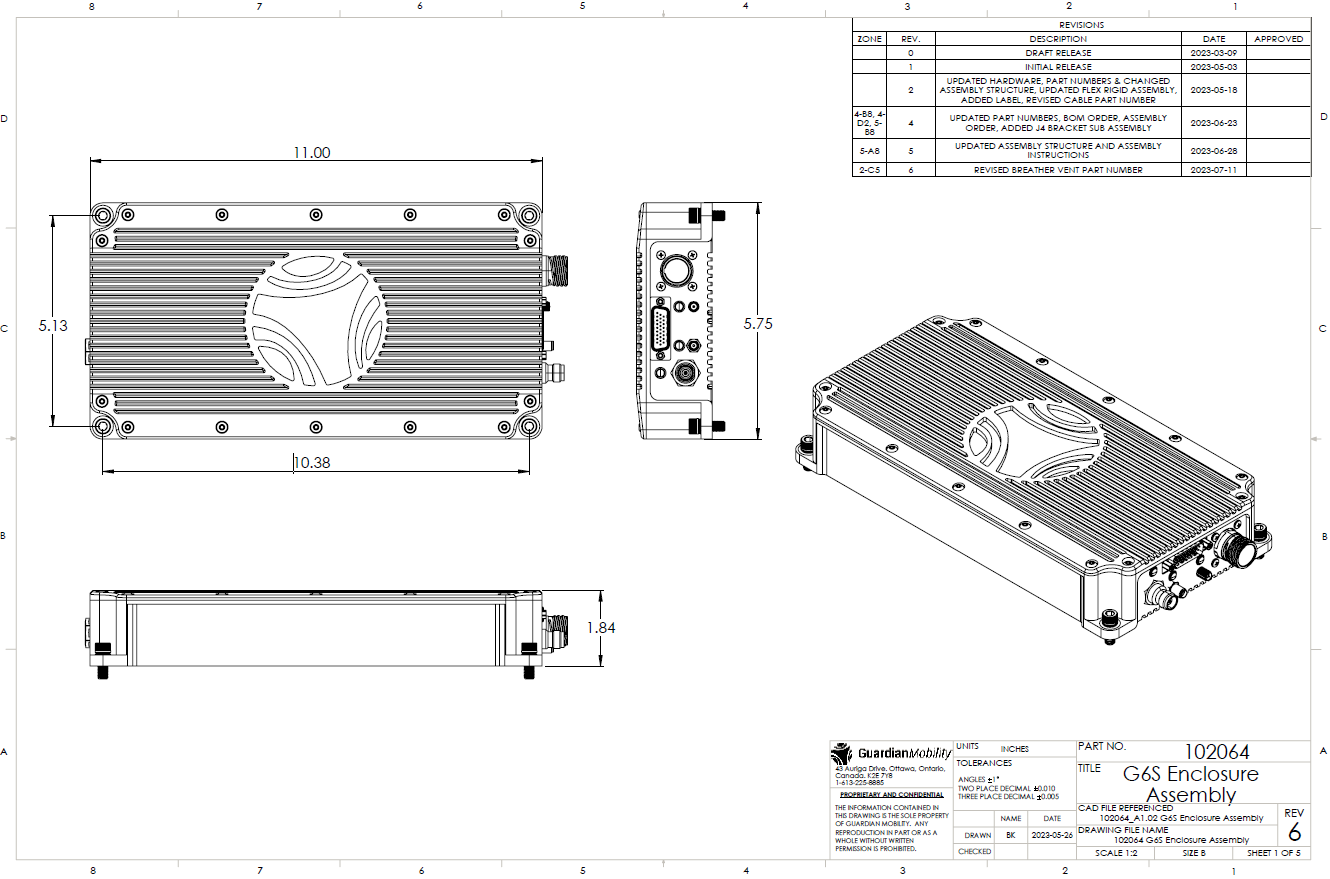 8 7 6 5 4 3 2 1
REVISIONS
ZONE REV. DESCRIPTION DATE APPROVED
0 DRAFT RELEASE 2023-03-09
1 INITIAL RELEASE 2023-05-03
2 UPDATED HARDWARE, PART NUMBERS & CHANGED
ASSEMBLY STRUCTURE, UPDATED FLEX RIGID ASSEMBLY,
ADDED LABEL, REVISED CABLE PART NUMBER 2023-05-18
4-B8, 4-
D2, 5-
B8 4 UPDATED PART NUMBERS, BOM ORDER, ASSEMBLY
ORDER, ADDED J4 BRACKET SUB ASSEMBLY 2023-06-23
5-A8 5 UPDATED ASSEMBLY STRUCTURE AND ASSEMBLY
INSTRUCTIONS 2023-06-28
2-C5 6 REVISED BREATHER VENT PART NUMBER 2023-07-11
D D
11.00
5.13
5.75
C C
10.38
B B
1.84
A A
GuardianMobility
43 Auriga Drive, Ottawa, Ontario,
Canada. K2E 7Y8
1-613-225-8885
PROPRIETARY AND CONFIDENTIAL
THE INFORMATION CONTAINED IN
THIS DRAWING IS THE SOLE PROPERTY
OF GUARDIAN MOBILITY. ANY
REPRODUCTION IN PART OR AS A
WHOLE WITHOUT WRITTEN
PERMISSION IS PROHIBITED.
UNITS INCHES
TOLERANCES
ANGLES ±1°
TWO PLACE DECIMAL ±0.010
THREE PLACE DECIMAL ±0.005
NAME DATE
DRAWN BK 2023-05-26
CHECKED
PART NO. 102064
TITLE G6S Enclosure
Assembly
CAD FILE REFERENCED
102064_A1.02 G6S Enclosure Assembly
DRAWING FILE NAME
102064 G6S Enclosure Assembly
REV
6
SCALE 1:2 SIZE B SHEET 1 OF 5
8 7 6 5 4 3 2 1